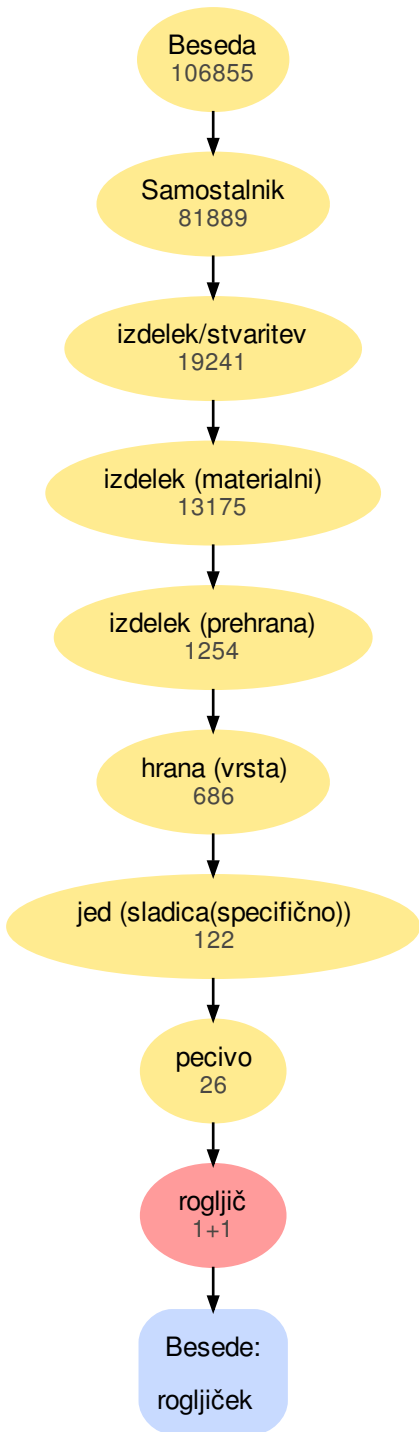 Beseda
106855
Samostalnik
81889
izdelek/stvaritev
19241
izdelek (materialni)
13175
izdelek (prehrana)
1254
hrana (vrsta)
686
jed (sladica(specifično))
122
pecivo
26
rogljič
1+1
Besede:
rogljiček